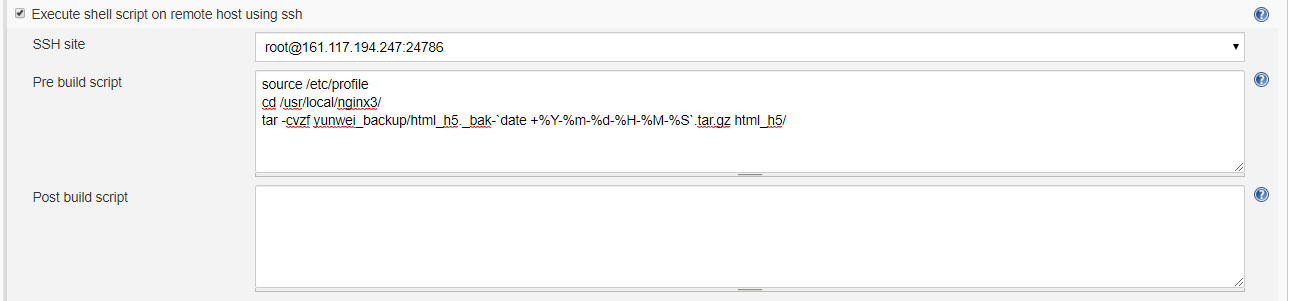 Execute shell script on remote host using ssh
SSH site
root@161.117.194.247:24786
Pre build script
source /etc/profile
cd /usr/local/nginx3/
tar -cvzf yunwei_backup/html_h5._bak-`date +%Y-%m-%d-%H-%M-%S`.tar.gz html_h5/
Post build script